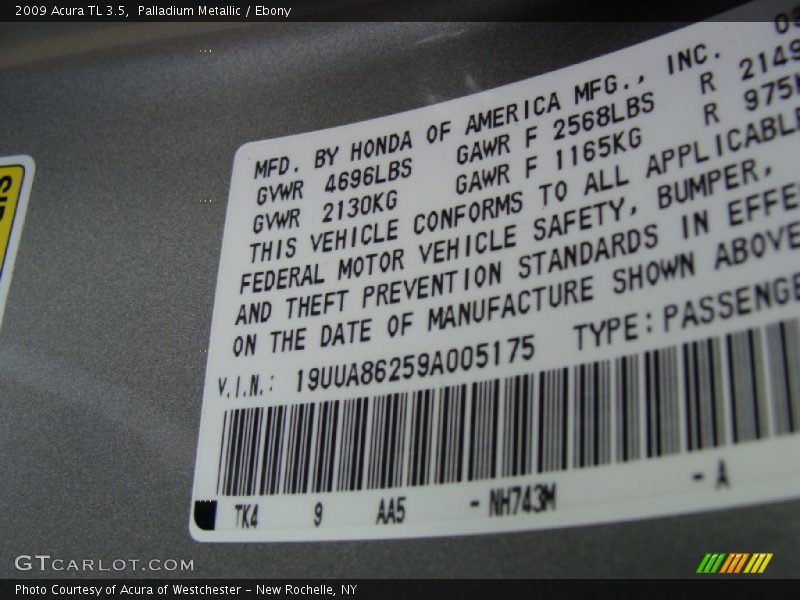 2009 Acura TL 3.5, Palladium Metallic / Ebony
MFD. BY HONDA OF AMERICA MFG., INC.
GVWR 4696LBS GAWR F 2568LBS R 2149
GVWR 2130KG GAWR F 1165KG R 975
THIS VEHICLE CONFORMS TO ALL APPLICABLE
FEDERAL MOTOR VEHICLE SAFETY, BUMPER,
AND THEFT PREVENTION STANDARDS IN EFFE
ON THE DATE OF MANUFACTURE SHOWN ABOVE
V.I.N.: 19UUA86259A005175 TYPE: PASSENGE
TK4 9 AA5 - NH743M - A
GTCARLOT.COM
Photo Courtesy of Acura of Westchester - New Rochelle, NY